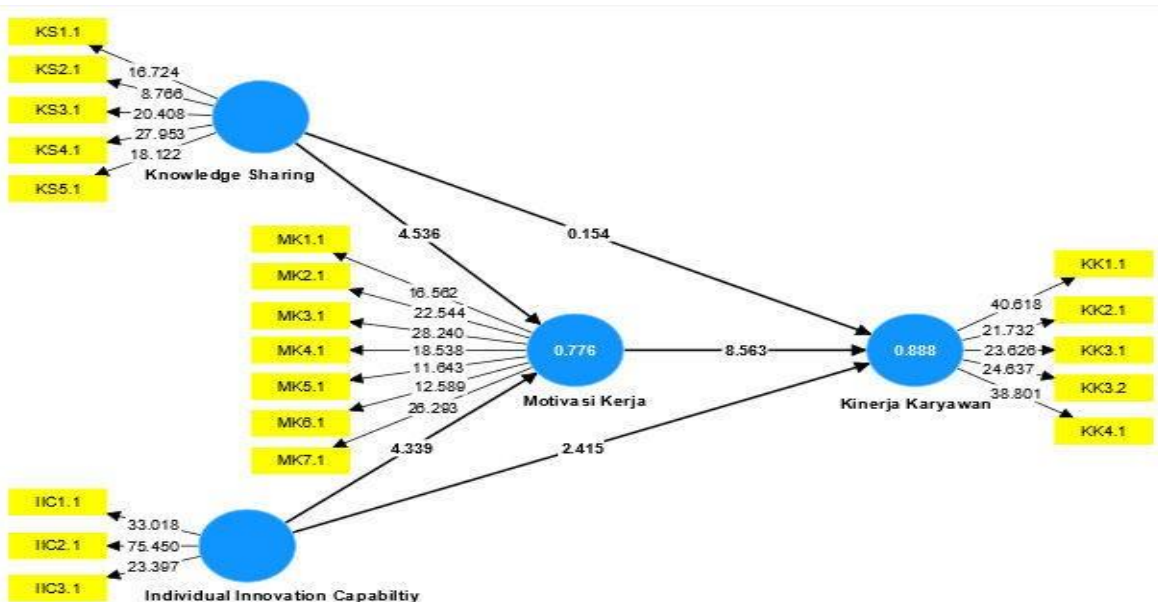 KS1.1
KS2.1
KS3.1
KS4.1
KS5.1
16.724
8.766
20.408
27.953
18.122
Knowledge Sharing
4.536
0.154
MK1.1
MK2.1
MK3.1
MK4.1
MK5.1
MK6.1
MK7.1
16.562
22.544
28.240
18.538
11.643
12.589
26.293
0.776
Motivasi Kerja
8.563
0.888
Kinerja Karyawan
40.618
21.732
23.626
24.637
38.801
KK1.1
KK2.1
KK3.1
KK3.2
KK4.1
4.339
2.415
IIC1.1
IIC2.1
IIC3.1
33.018
75.450
23.397
Individual Innovation Capabiltiy